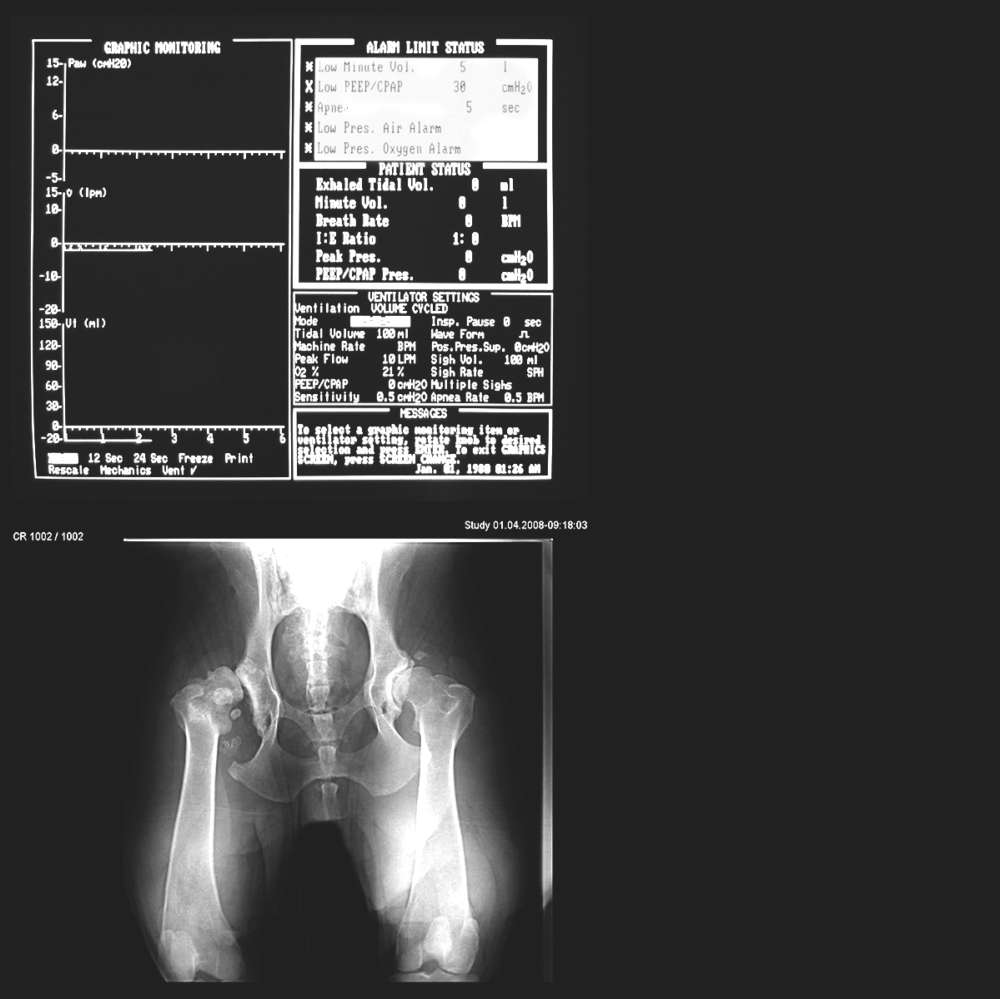 GRAPHIC MONITORING
15 Paw (cmH2O)
12
6
0
-5
15 (lpm)
10
0
-10
-20
150 Vt (ml)
120
90
60
30
0
-20
1 2 3 4 5 6
12 Sec 24 Sec Freeze Print
Rescale Mechanics Vent √
ALARM LIMIT STATUS
* Low Minute Vol. 5 l
X Low PEEP/CPAP 30 cmH2O
* Apnea 5 sec
* Low Pres. Air Alarm
* Low Pres. Oxygen Alarm
PATIENT STATUS
Exhaled Tidal Vol. 0 ml
Minute Vol. 0 l
Breath Rate 0 BPM
I:E Ratio 1: 0
Peak Pres. 0 cmH2O
PEEP/CPAP Pres. 0 cmH2O
VENTILATOR SETTINGS
Ventilation VOLUME CYCLED
Mode Insp. Pause 0 sec
Tidal Volume 100 ml Wave Form
Machine Rate BPM Pos.Pres.Sup. 0cmH2O
Peak Flow 10 LPM Sigh Vol. 100 ml
O2 % 21 % Sigh Rate SPH
PEEP/CPAP 0 cmH2O Multiple Sighs
Sensitivity 0.5 cmH2O Apnea Rate 0.5 BPM
MESSAGES
To select a graphic monitoring item or
ventilator setting, rotate knob to desired
selection and press ENTER. To exit GRAPHICS
SCREEN, press SCREEN CHANGE.
Jan. 01, 1980 01:26 AM
Study 01.04.2008-09:18:03
CR 1002 / 1002